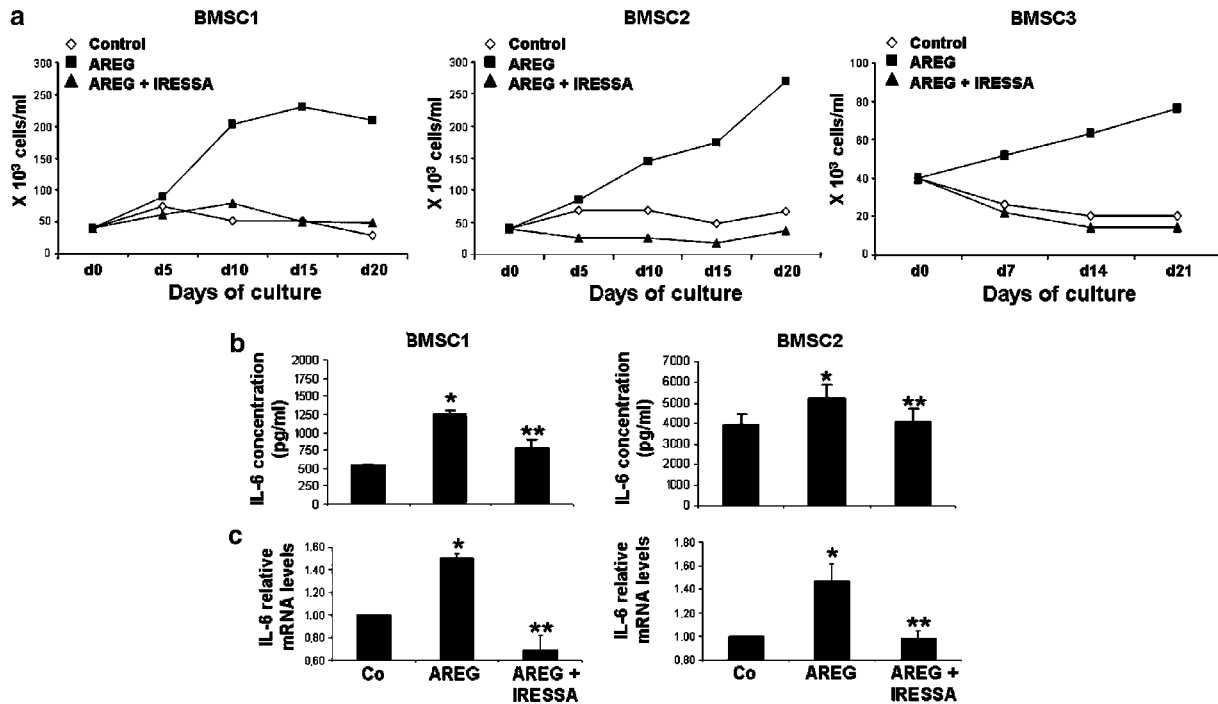 a
BMSC1
Control
AREG
AREG + IRESSA
300
250
200
150
100
50
0
X 10³ cells/ml
d0 d5 d10 d15 d20
Days of culture
BMSC2
Control
AREG
AREG + IRESSA
300
250
200
150
100
50
0
X 10³ cells/ml
d0 d5 d10 d15 d20
Days of culture
BMSC3
Control
AREG
AREG + IRESSA
100
80
60
40
20
0
X 10³ cells/ml
d0 d7 d14 d21
Days of culture
b
BMSC1
IL-6 concentration
(pg/ml)
2000
1750
1500
1250
1000
750
500
250
0
*
**
BMSC2
IL-6 concentration
(pg/ml)
7000
6000
5000
4000
3000
2000
1000
0
*
**
c
IL-6 relative
mRNA levels
1.60
1.40
1.20
1.00
0.80
0.60
*
**
Co AREG AREG +
IRESSA
IL-6 relative
mRNA levels
1.80
1.60
1.40
1.20
1.00
0.80
*
**
Co AREG AREG +
IRESSA